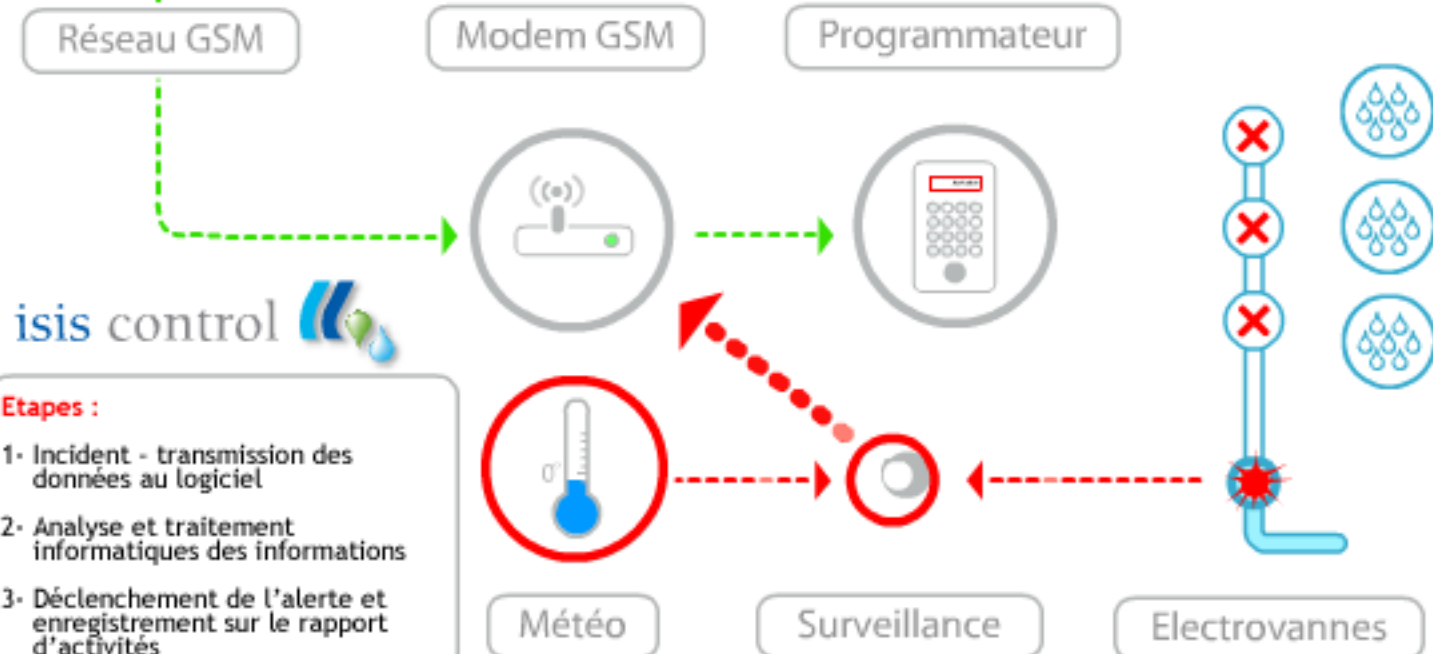 Réseau GSM
Modem GSM
Programmateur
isis control
Etapes :
1- Incident - transmission des
données au logiciel
2- Analyse et traitement
informatiques des informations
3- Déclenchement de l'alerte et
enregistrement sur le rapport
d'activités
0°
Météo
Surveillance
Electrovannes